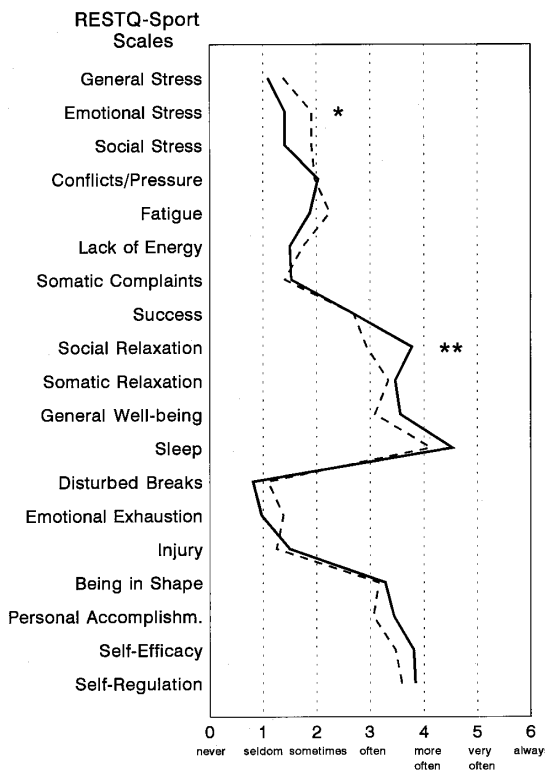 RESTQ-Sport
Scales
General Stress
Emotional Stress
*
Social Stress
Conflicts/Pressure
Fatigue
Lack of Energy
Somatic Complaints
Success
Social Relaxation
**
Somatic Relaxation
General Well-being
Sleep
Disturbed Breaks
Emotional Exhaustion
Injury
Being in Shape
Personal Accomplishm.
Self-Efficacy
Self-Regulation
0 1 2 3 4 5 6
never seldom sometimes often more very alway
often often